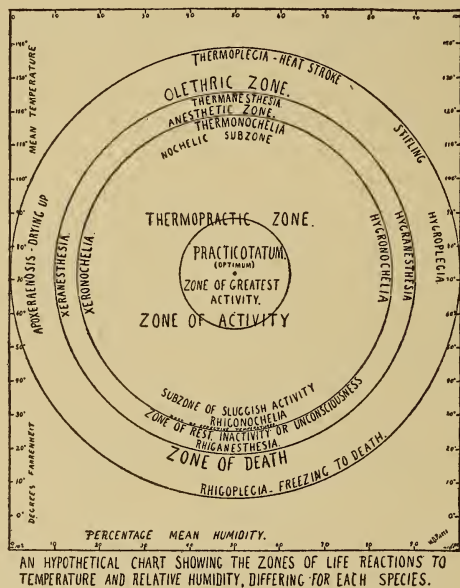 MEAN TEMPERATURE
THERMOPLEGIA - HEAT STROKE
OLETHRIC ZONE.
THERMANESTHESIA
ANESTHETIC ZONE.
THERMONOCHELIA
NOCHELIC SUBZONE
STIFLING
HYGROPLEGIA
HYGRANESTHESIA
HYGRONOCHELIA
APOXERAENOSIS - DRYING UP
XERANESTHESIA.
XERONOCHELIA.
THERMOPRACTIC ZONE.
PRACTICOTATUM.
(OPTIMUM)
ZONE OF GREATEST
ACTIVITY.
ZONE OF ACTIVITY
SUBZONE OF SLUGGISH ACTIVITY
RHIGONOCHELIA
ZONE OF REST, INACTIVITY OR UNCONSCIOUSNESS
RHIGANESTHESIA.
ZONE OF DEATH
RHIGOPLEGIA - FREEZING TO DEATH.
DEGREES FAHRENHEIT
PERCENTAGE MEAN HUMIDITY.
AN HYPOTHETICAL CHART SHOWING THE ZONES OF LIFE REACTIONS TO
TEMPERATURE AND RELATIVE HUMIDITY, DIFFERING FOR EACH SPECIES.